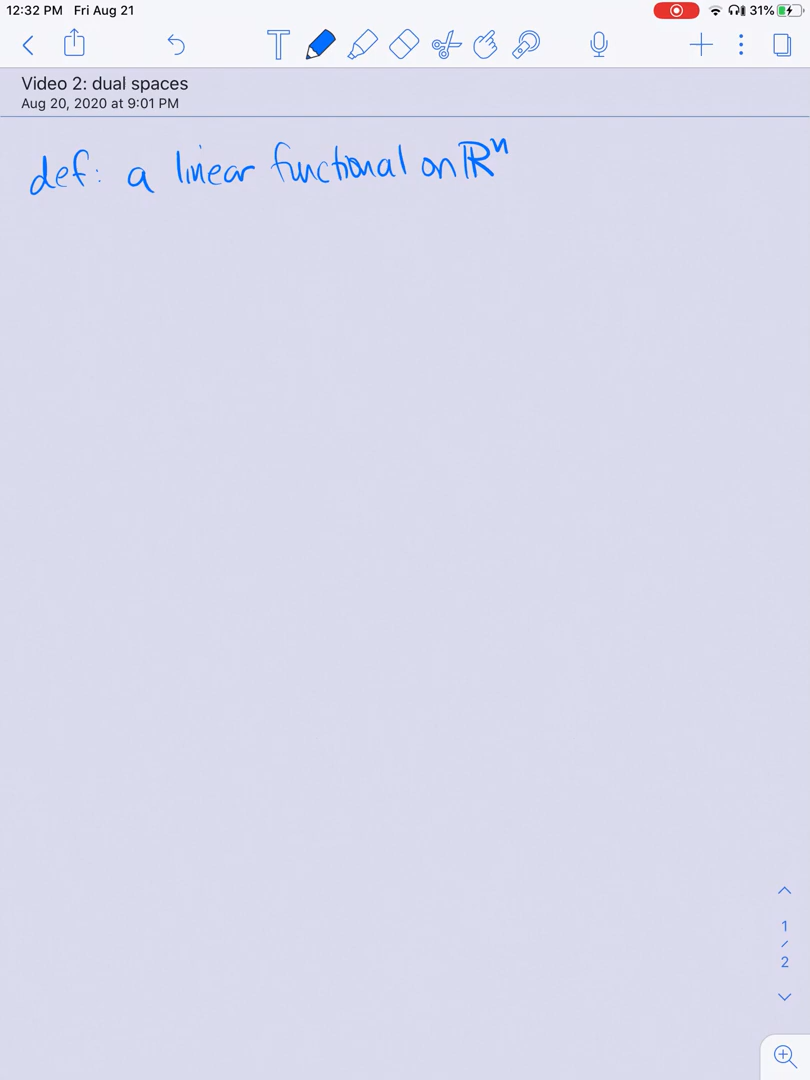 12:32 PM Fri Aug 21 31%
T
Video 2: dual spaces
Aug 20, 2020 at 9:01 PM
def: a linear functional on ℝⁿ
1
/
2